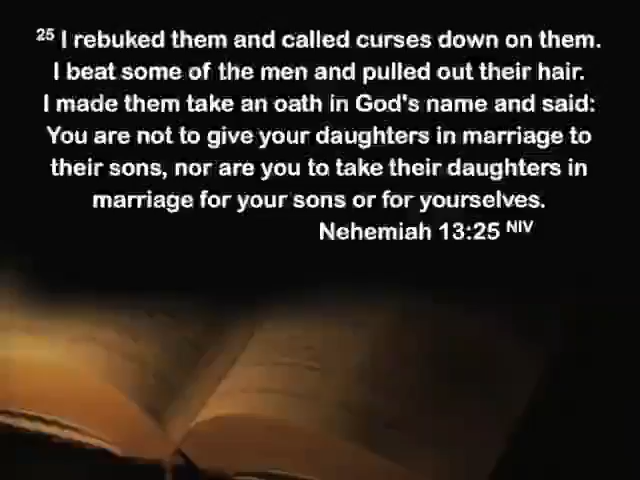 25 I rebuked them and called curses down on them.
I beat some of the men and pulled out their hair.
I made them take an oath in God's name and said:
You are not to give your daughters in marriage to
their sons, nor are you to take their daughters in
marriage for your sons or for yourselves.
Nehemiah 13:25 NIV